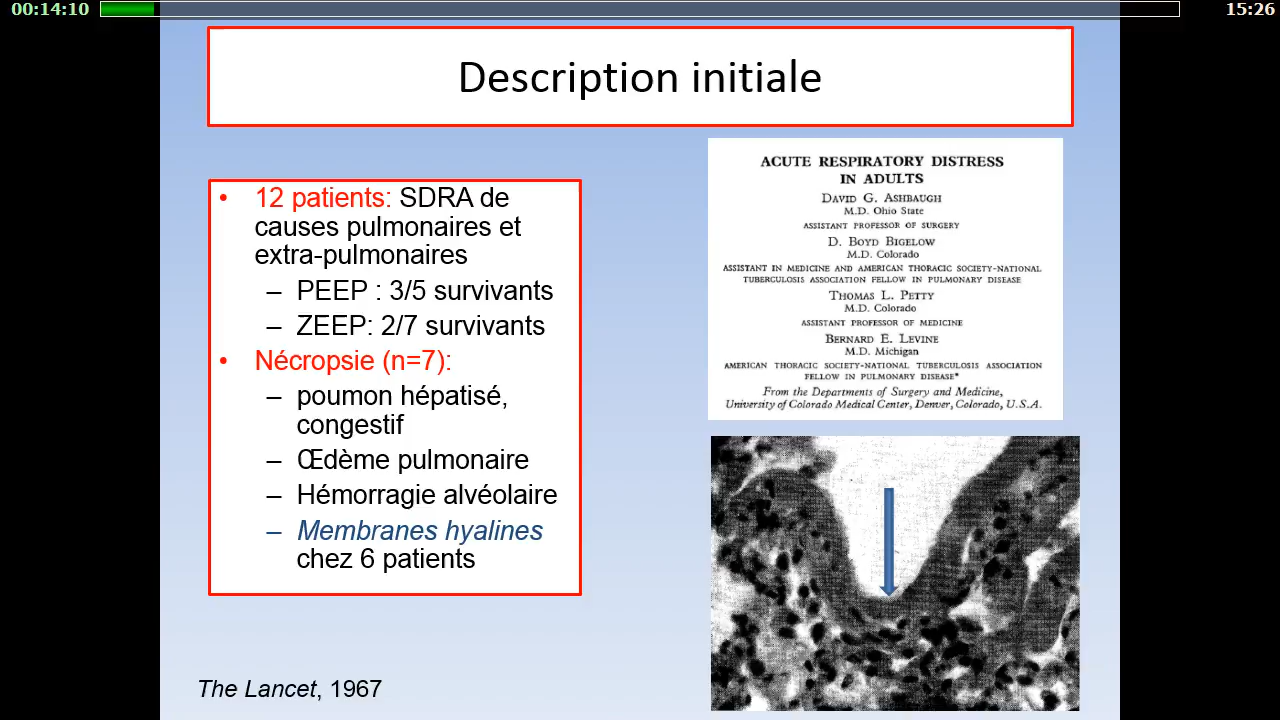 00:14:10
15:26
Description initiale
• 12 patients: SDRA de
causes pulmonaires et
extra-pulmonaires
– PEEP : 3/5 survivants
– ZEEP: 2/7 survivants
• Nécropsie (n=7):
– poumon hépatisé,
congestif
– Œdème pulmonaire
– Hémorragie alvéolaire
– Membranes hyalines
chez 6 patients
The Lancet, 1967
ACUTE RESPIRATORY DISTRESS
IN ADULTS
DAVID G. ASHBAUGH
M.D. Ohio State
ASSISTANT PROFESSOR OF SURGERY
D. BOYD BIGELOW
M.D. Colorado
ASSISTANT IN MEDICINE AND AMERICAN THORACIC SOCIETY-NATIONAL
TUBERCULOSIS ASSOCIATION FELLOW IN PULMONARY DISEASE
THOMAS L. PETTY
M.D. Colorado
ASSISTANT PROFESSOR OF MEDICINE
BERNARD E. LEVINE
M.D. Michigan
AMERICAN THORACIC SOCIETY-NATIONAL TUBERCULOSIS ASSOCIATION
FELLOW IN PULMONARY DISEASE*
From the Departments of Surgery and Medicine,
University of Colorado Medical Center, Denver, Colorado, U.S.A.